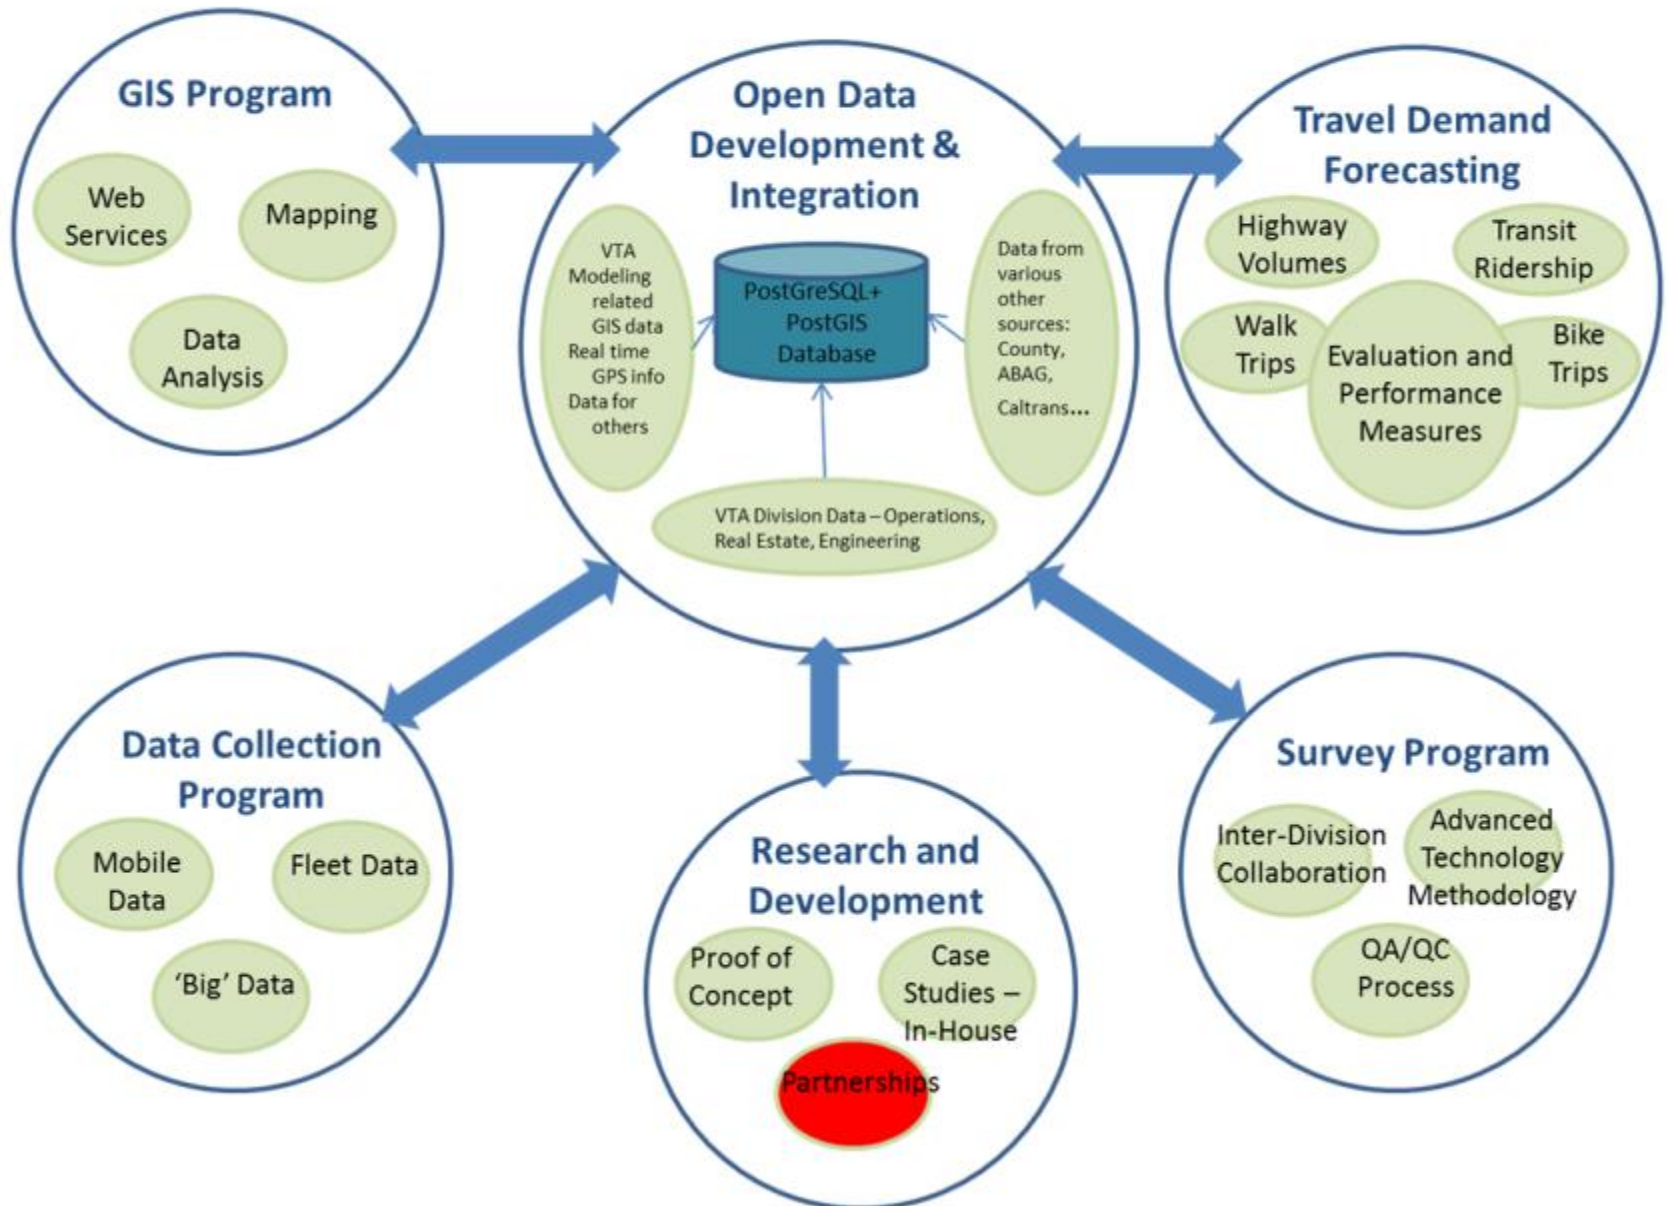 GIS Program
Web
Services
Mapping
Data
Analysis
Open Data
Development &
Integration
VTA
Modeling
related
GIS data
Real time
GPS info
Data for
others
PostGreSQL+
PostGIS
Database
Data from
various
other
sources:
County,
ABAG,
Caltrans...
VTA Division Data – Operations,
Real Estate, Engineering
Travel Demand
Forecasting
Highway
Volumes
Transit
Ridership
Walk
Trips
Evaluation and
Performance
Measures
Bike
Trips
Data Collection
Program
Mobile
Data
Fleet Data
‘Big’ Data
Research and
Development
Proof of
Concept
Case
Studies –
In-House
Partnerships
Survey Program
Inter-Division
Collaboration
Advanced
Technology
Methodology
QA/QC
Process